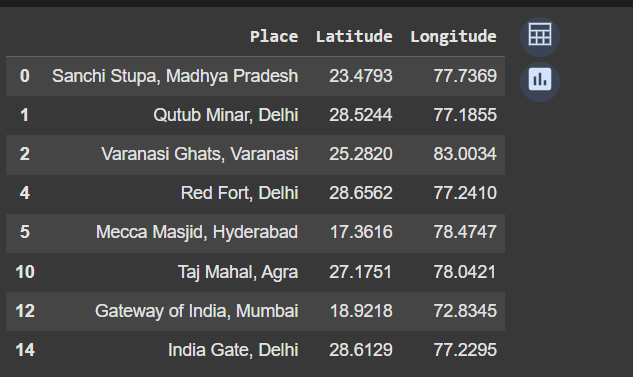 Place Latitude Longitude
0 Sanchi Stupa, Madhya Pradesh 23.4793 77.7369
1 Qutub Minar, Delhi 28.5244 77.1855
2 Varanasi Ghats, Varanasi 25.2820 83.0034
4 Red Fort, Delhi 28.6562 77.2410
5 Mecca Masjid, Hyderabad 17.3616 78.4747
10 Taj Mahal, Agra 27.1751 78.0421
12 Gateway of India, Mumbai 18.9218 72.8345
14 India Gate, Delhi 28.6129 77.2295